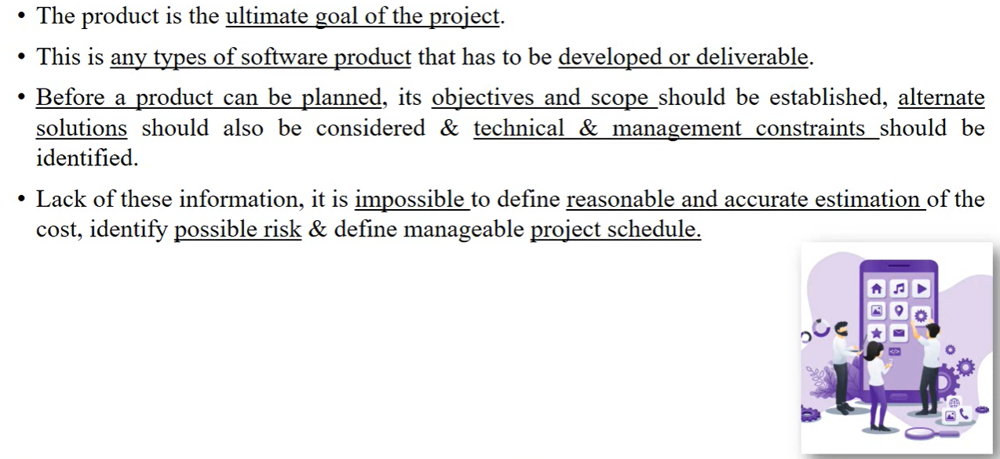 • The product is the ultimate goal of the project.
• This is any types of software product that has to be developed or deliverable.
• Before a product can be planned, its objectives and scope should be established, alternate
solutions should also be considered & technical & management constraints should be
identified.
• Lack of these information, it is impossible to define reasonable and accurate estimation of the
cost, identify possible risk & define manageable project schedule.